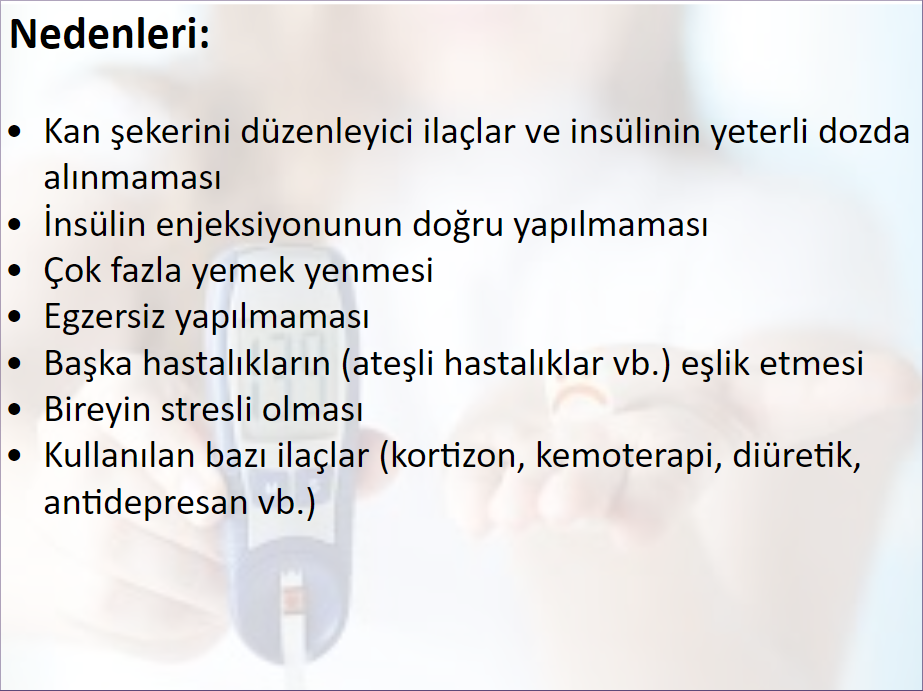 Nedenleri:
• Kan şekerini düzenleyici ilaçlar ve insülinin yeterli dozda
alınmaması
• İnsülin enjeksiyonunun doğru yapılmaması
• Çok fazla yemek yenmesi
• Egzersiz yapılmaması
• Başka hastalıkların (ateşli hastalıklar vb.) eşlik etmesi
• Bireyin stresli olması
• Kullanılan bazı ilaçlar (kortizon, kemoterapi, diüretik,
antidepresan vb.)